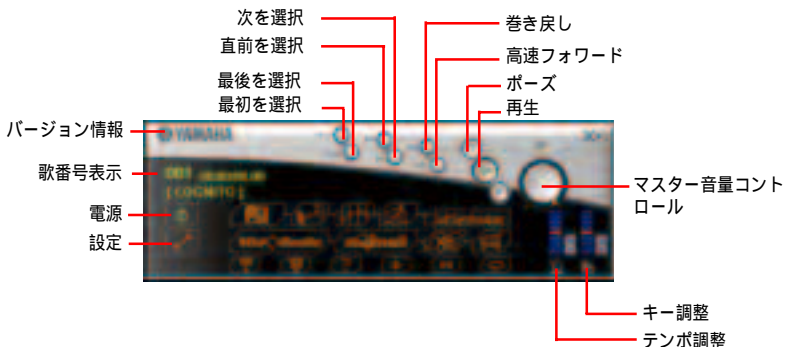 次を選択
直前を選択
最後を選択
最初を選択
巻き戻し
高速フォワード
ポーズ
再生
バージョン情報
歌番号表示
電源
設定
YAMAHA
001
マスター音量コント
ロール
キー調整
テンポ調整